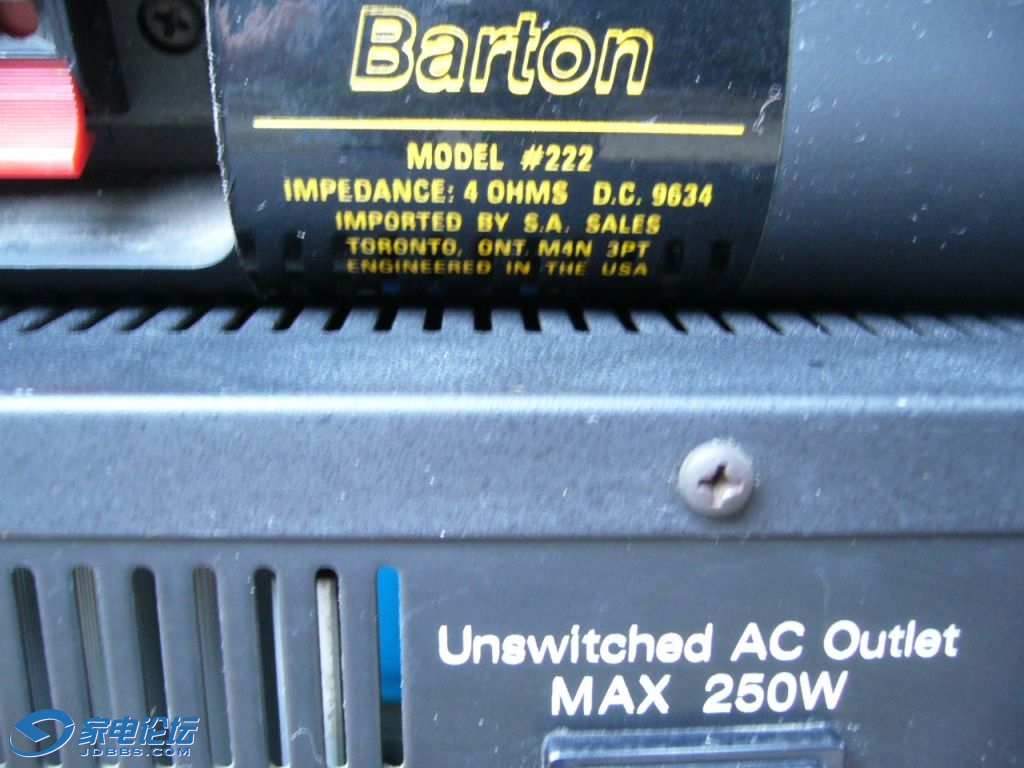 Barton
MODEL #222
IMPEDANCE: 4 OHMS D.C. 9634
IMPORTED BY S.A. SALES
TORONTO, ONT. M4N 3PT
ENGINEERED IN THE USA
Unswitched AC Outlet
MAX 250W
家电论坛
JDBBS.COM